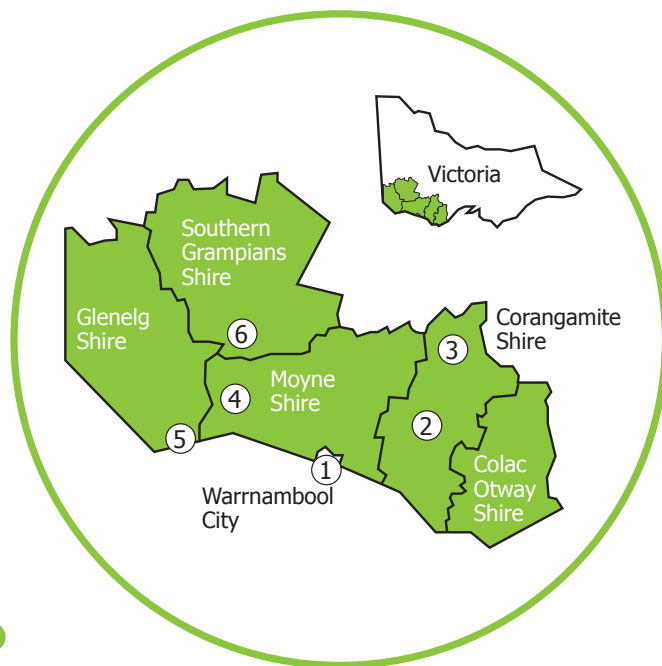 Victoria
Southern
Grampians
Shire
Glenelg
Shire
Corangamite
Shire
6
3
Moyne
Shire
4
2
5
1
Colac
Otway
Shire
Warrnambool
City